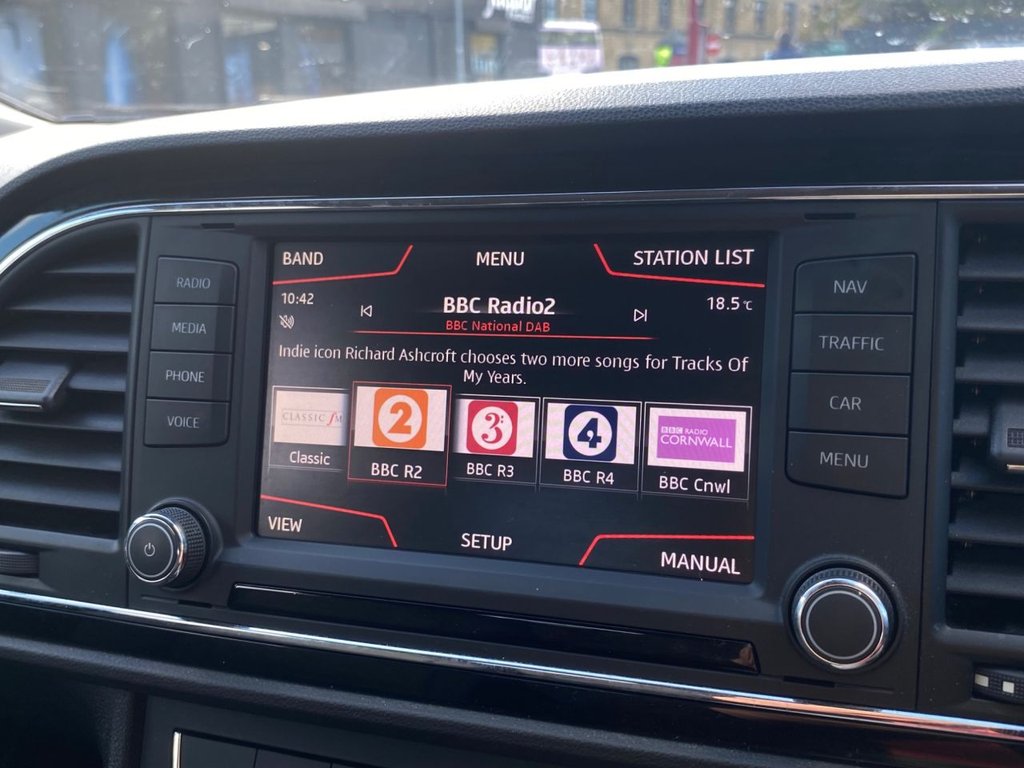 BAND
MENU
STATION LIST
RADIO
MEDIA
PHONE
VOICE
10:42
BBC Radio2
BBC National DAB
18.5°C
Indie icon Richard Ashcroft chooses two more songs for Tracks Of
My Years.
CLASSIC fM
Classic
2
BBC R2
3
BBC R3
4
BBC R4
BBC RADIO
CORNWALL
BBC Cnwl
VIEW
SETUP
MANUAL
NAV
TRAFFIC
CAR
MENU